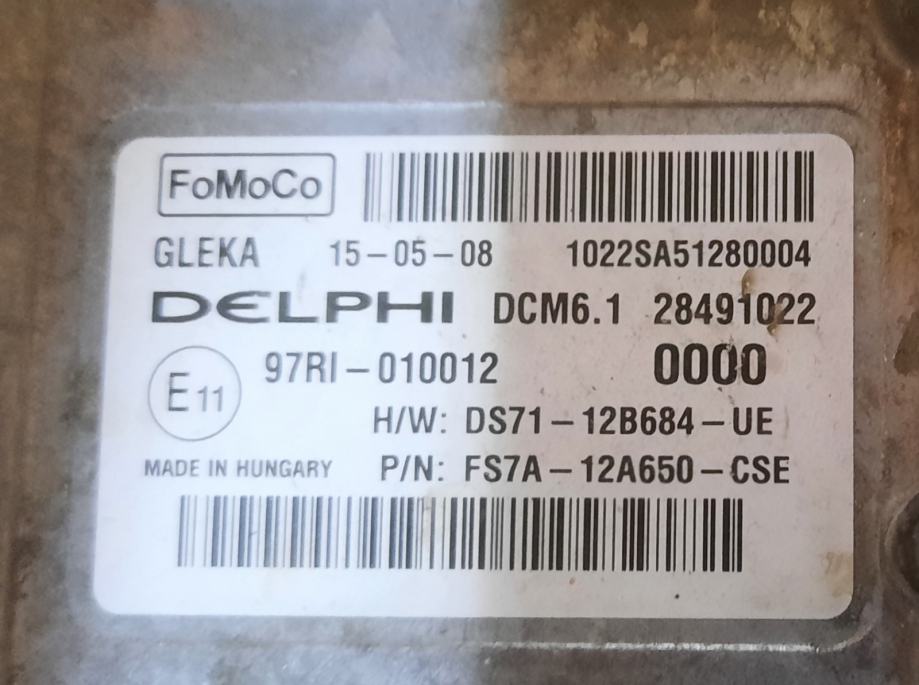 FoMoCo
GLEKA 15-05-08 1022SA51280004
DELPHI DCM6.1 28491022
E11 97RI-010012 0000
H/W: DS71-12B684-UE
MADE IN HUNGARY P/N: FS7A-12A650-CSE